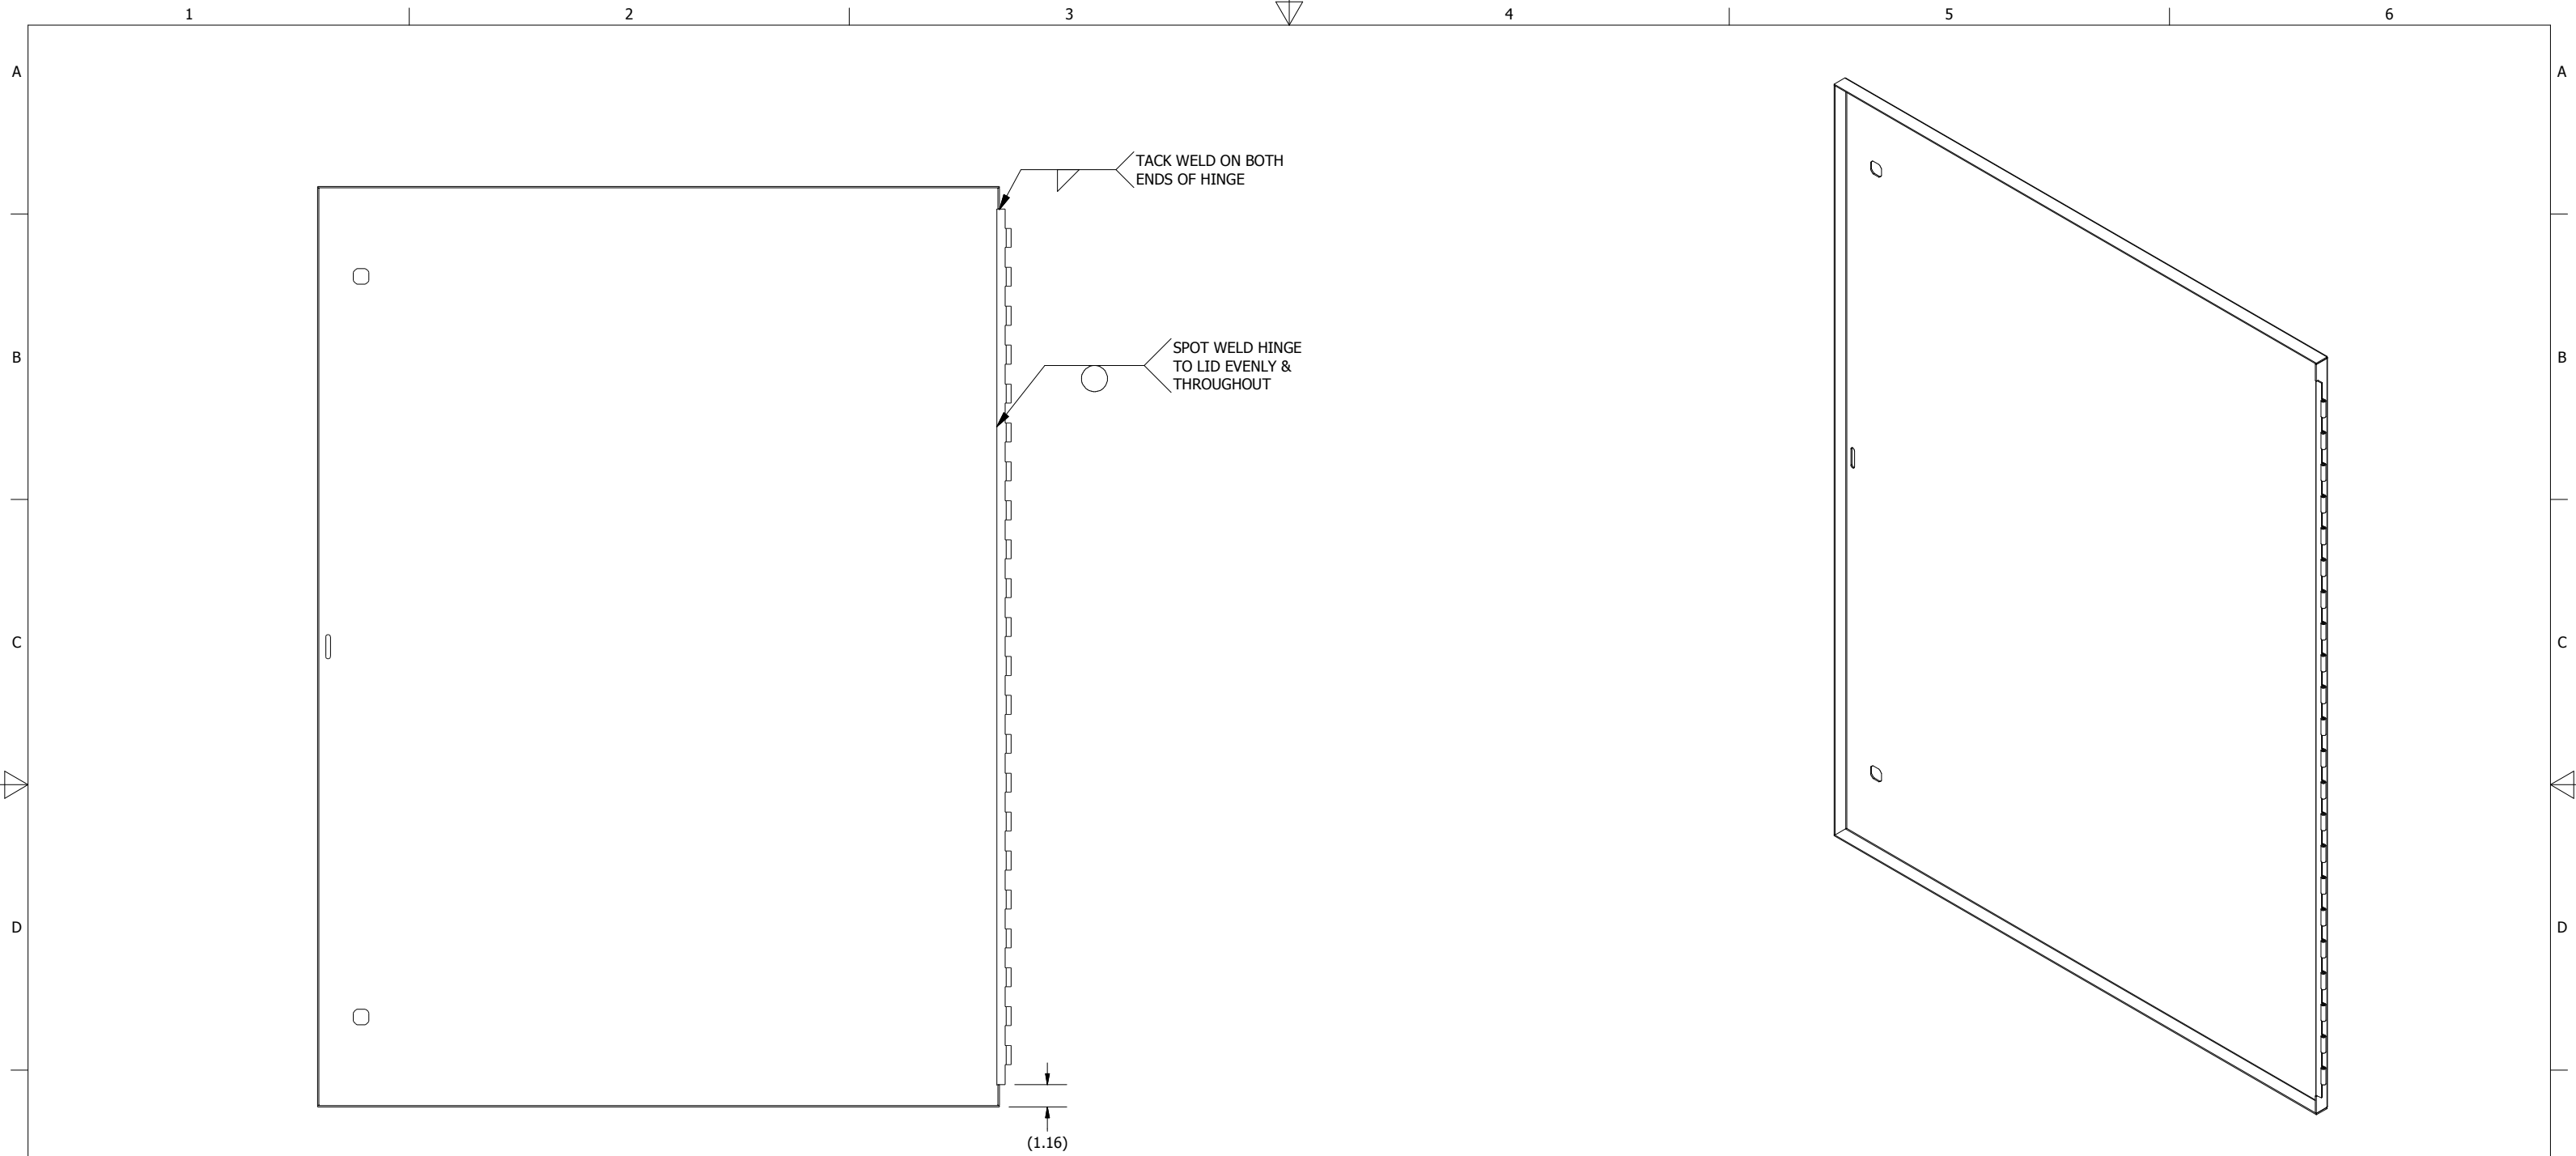 1 2 3 4 5 6
A A
TACK WELD ON BOTH
ENDS OF HINGE
B B
SPOT WELD HINGE
TO LID EVENLY &
THROUGHOUT
C C
D D
(1.16)